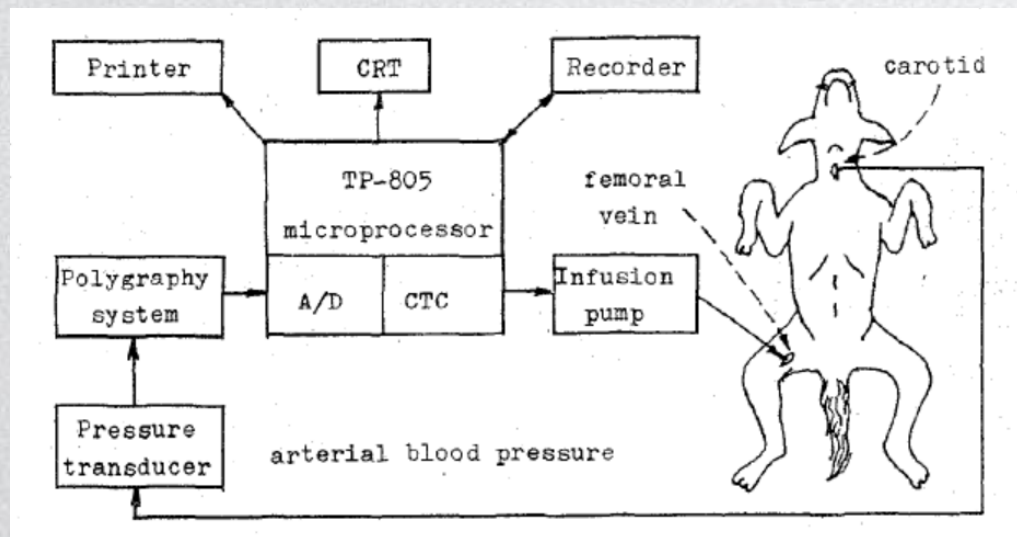 Printer
CRT
Recorder
carotid
TP-805
microprocessor
femoral
vein
Polygraphy
system
A/D
CTC
Infusion
pump
Pressure
transducer
arterial blood pressure